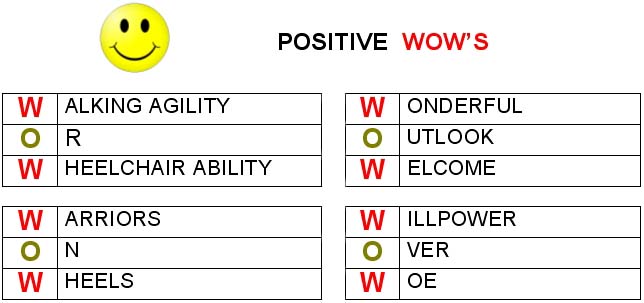 POSITIVE WOW'S
W ALKING AGILITY
O R
W HEELCHAIR ABILITY
W ONDERFUL
O UTLOOK
W ELCOME
W ARRIORS
O N
W HEELS
W ILLPOWER
O VER
W OE